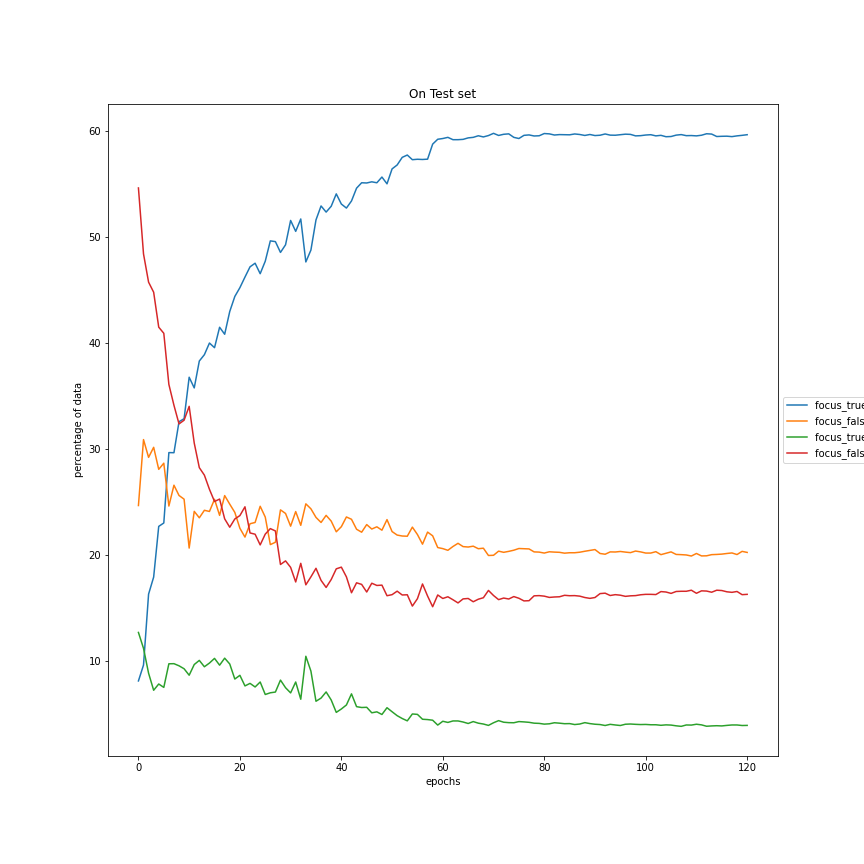 On Test set
percentage of data
60
50
40
30
20
10
0 20 40 60 80 100 120
epochs
focus_true
focus_fals
focus_true
focus_fals